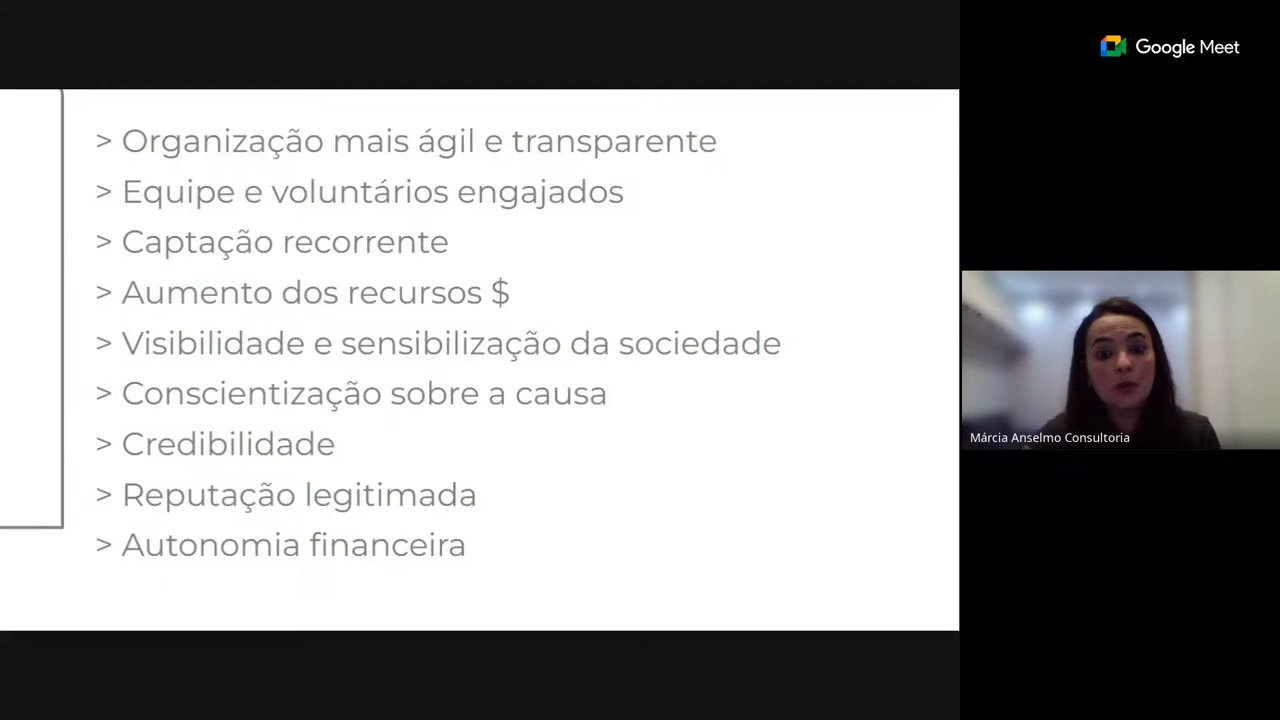 > Organização mais ágil e transparente
> Equipe e voluntários engajados
> Captação recorrente
> Aumento dos recursos $
> Visibilidade e sensibilização da sociedade
> Conscientização sobre a causa
> Credibilidade
> Reputação legitimada
> Autonomia financeira
Google Meet
Márcia Anselmo Consultoria